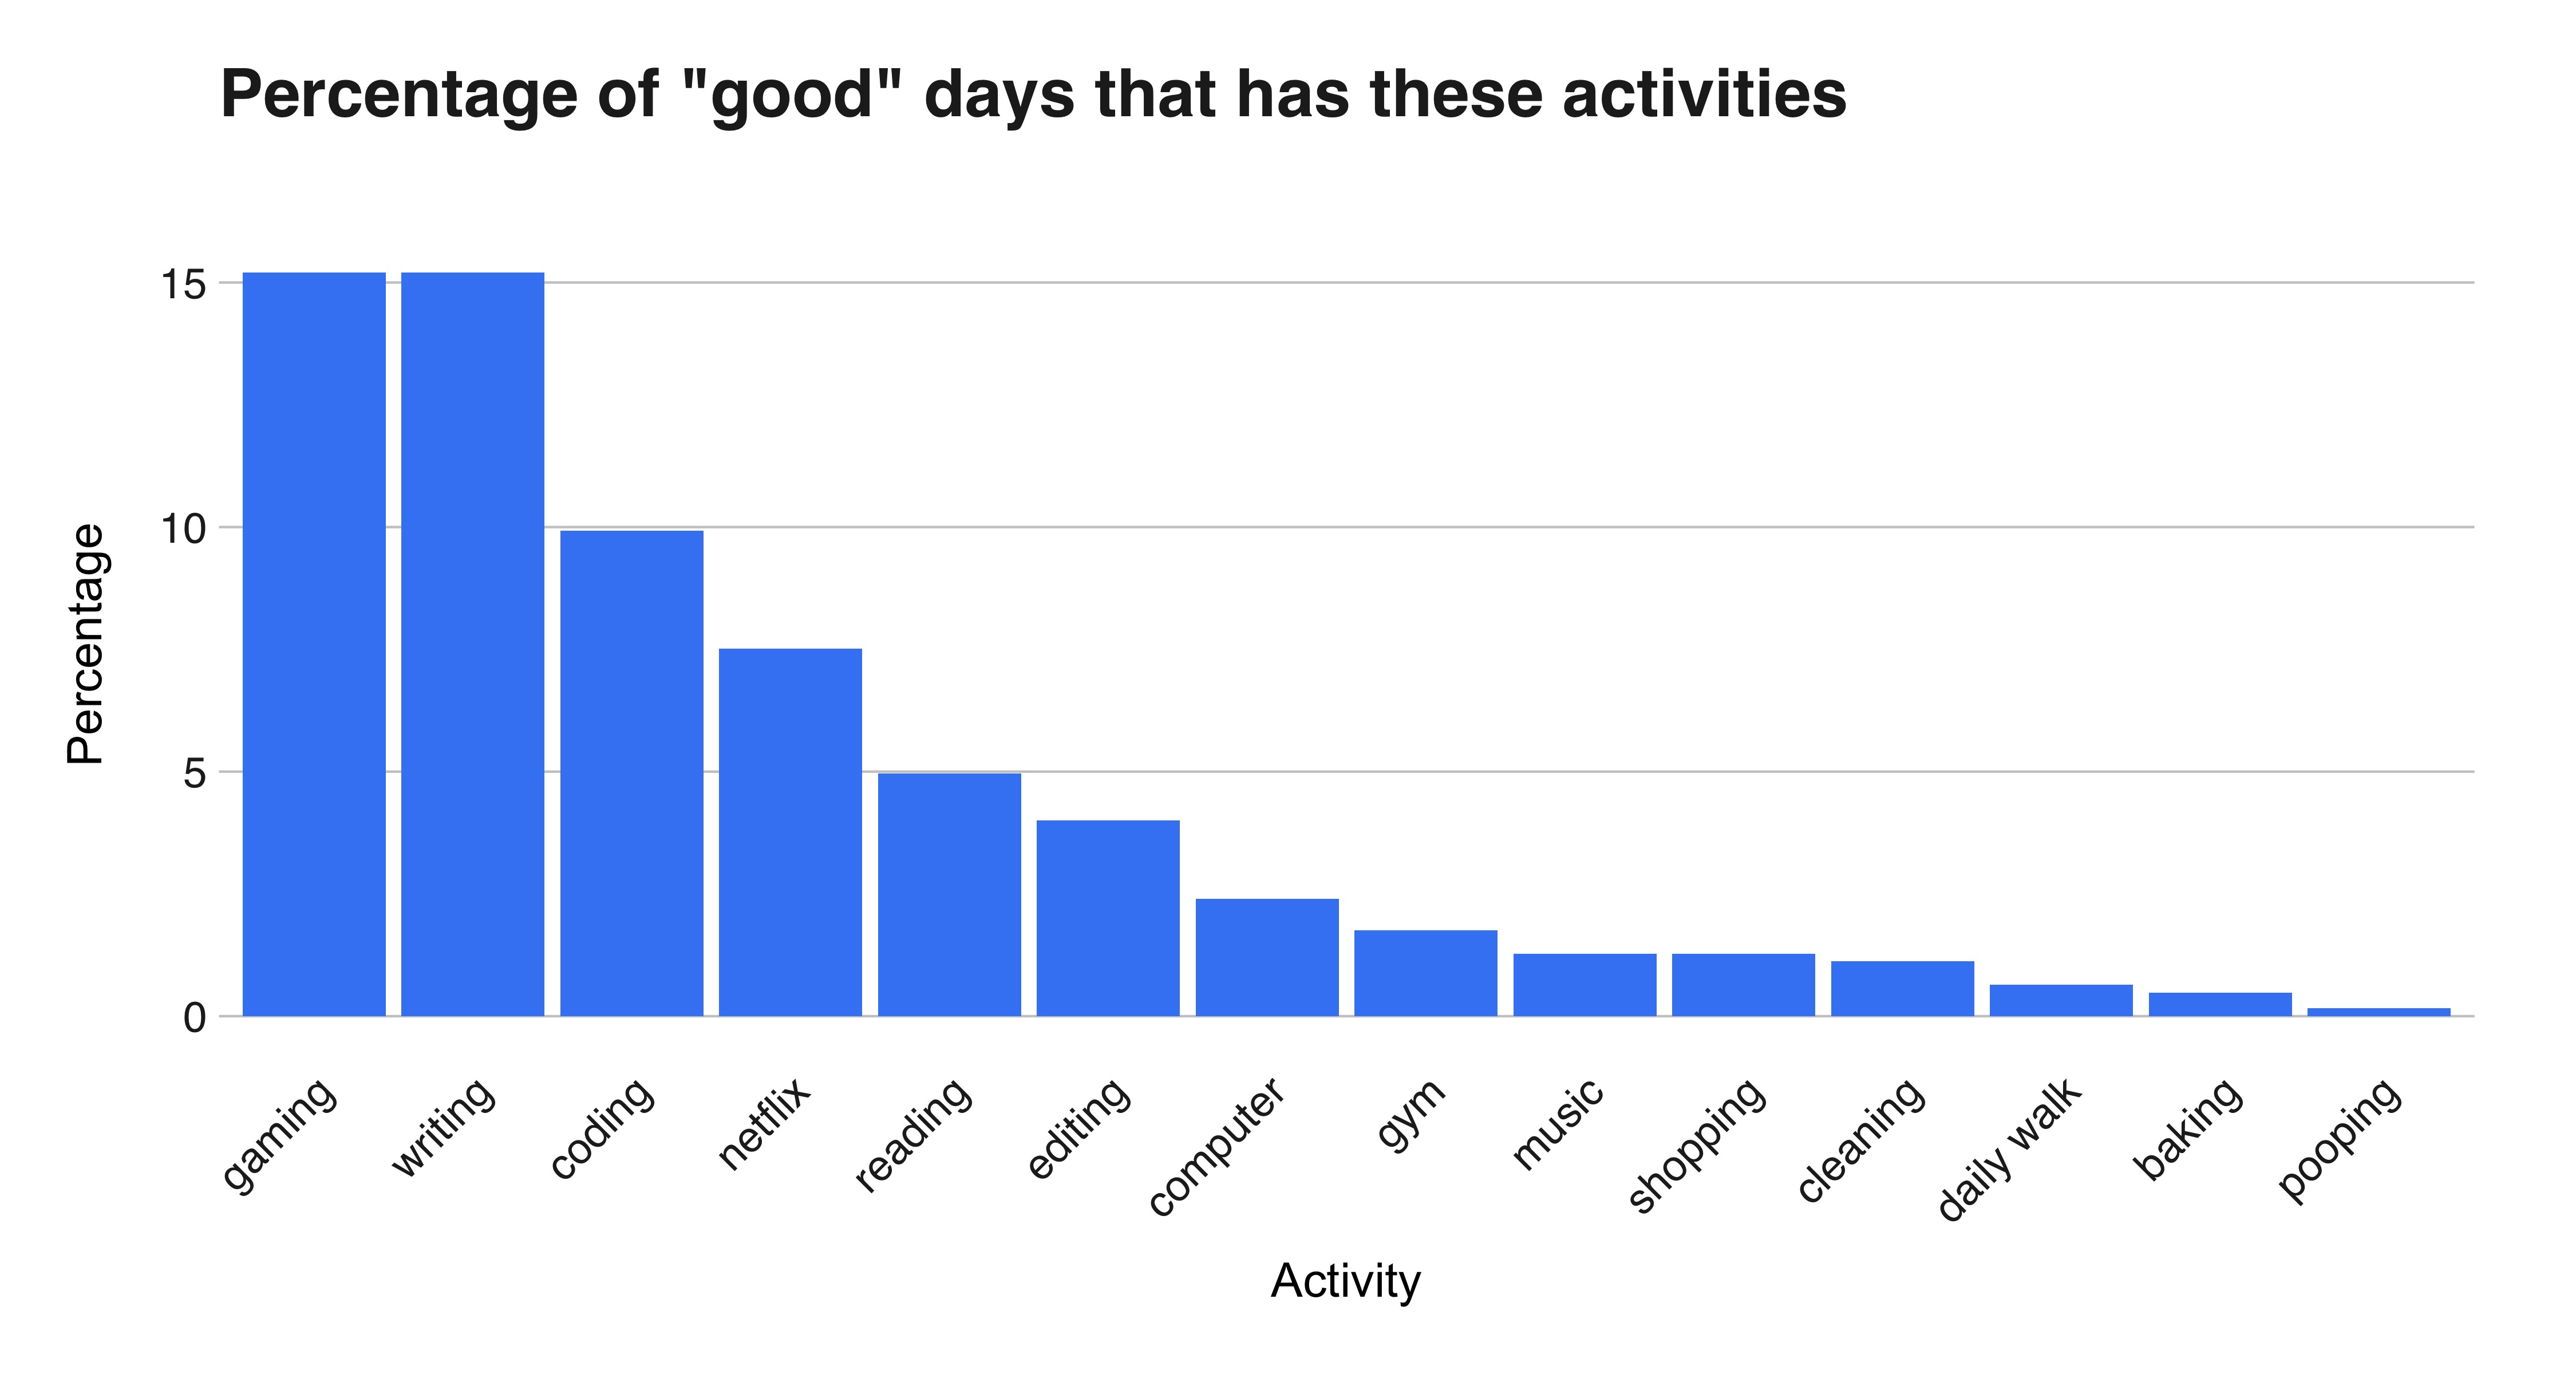 Percentage of "good" days that has these activities
Percentage
15
10
5
0
gaming
writing
coding
netflix
reading
editing
computer
gym
music
shopping
cleaning
daily walk
baking
pooping
Activity